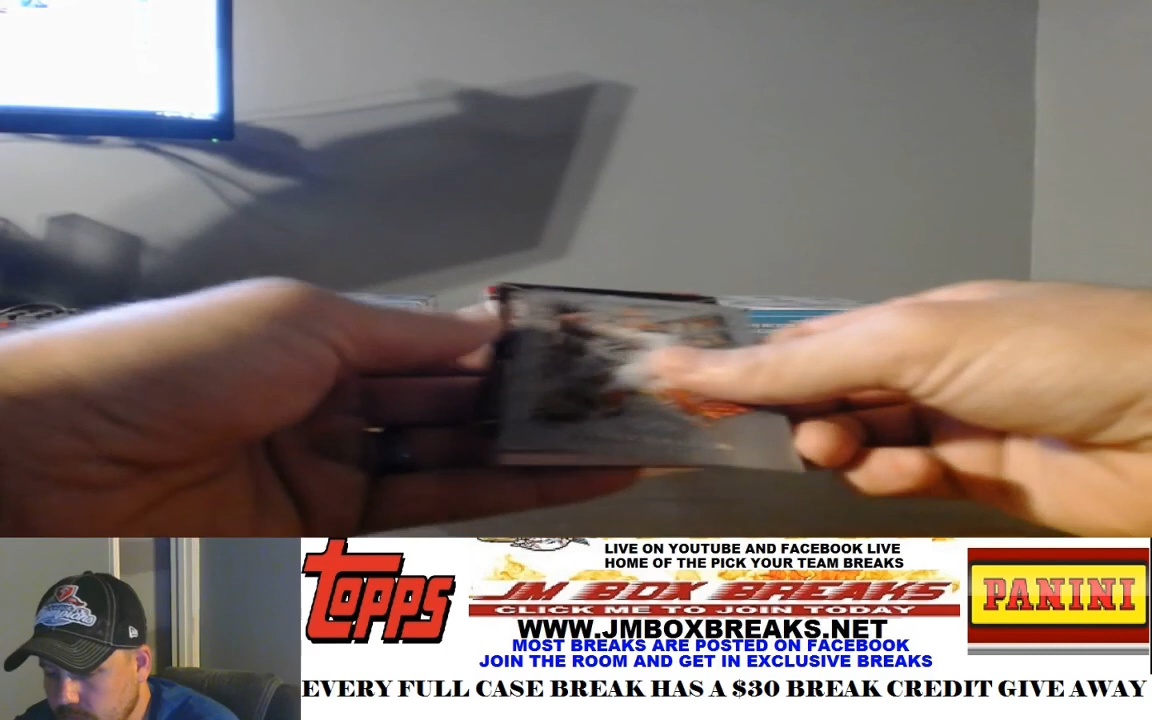 LIVE ON YOUTUBE AND FACEBOOK LIVE
HOME OF THE PICK YOUR TEAM BREAKS
topps
JM BOX BREAKS
PANINI
CLICK ME TO JOIN TODAY
WWW.JMBOXBREAKS.NET
MOST BREAKS ARE POSTED ON FACEBOOK
JOIN THE ROOM AND GET IN EXCLUSIVE BREAKS
EVERY FULL CASE BREAK HAS A $30 BREAK CREDIT GIVE AWAY